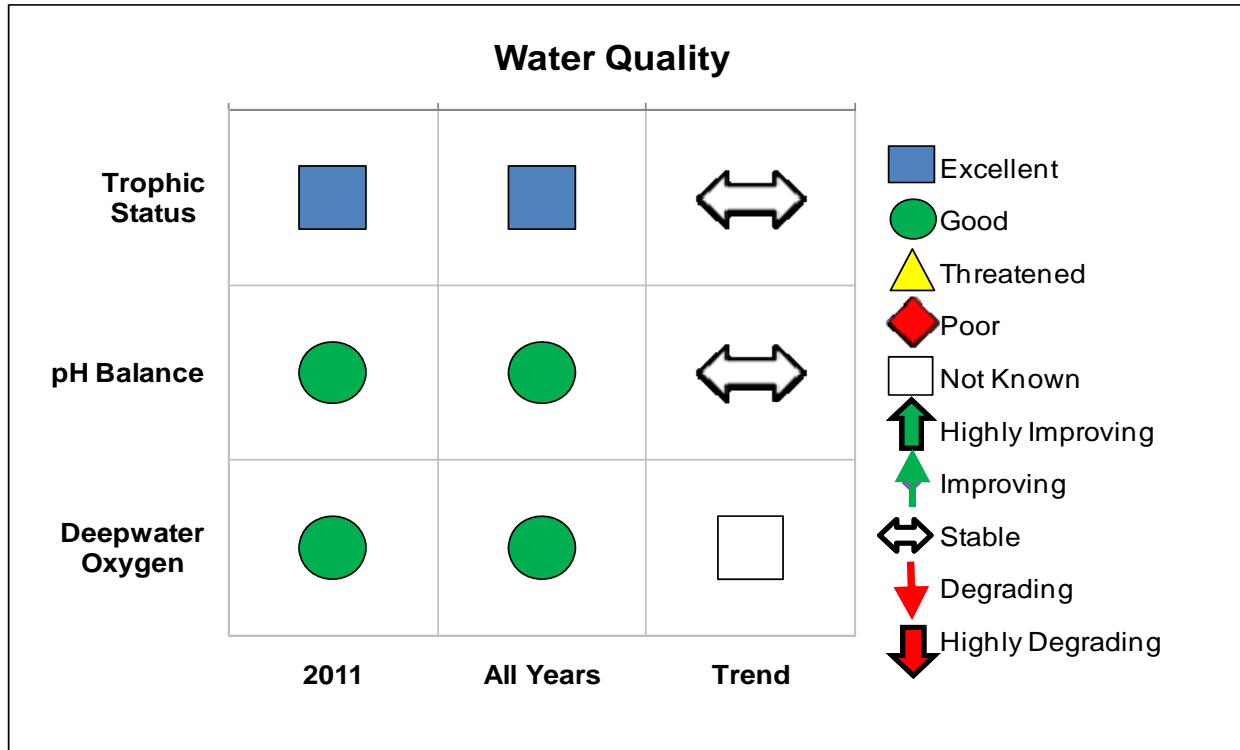 Water Quality
Trophic
Status
pH Balance
Deepwater
Oxygen
2011
All Years
Trend
Excellent
Good
Threatened
Poor
Not Known
Highly Improving
Improving
Stable
Degrading
Highly Degrading